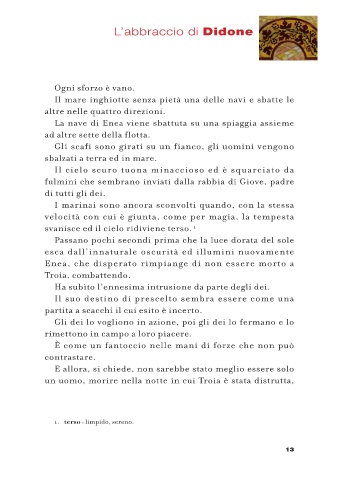 L'abbraccio di Didone
Ogni sforzo è vano.
Il mare inghiotte senza pietà una delle navi e sbatte le
altre nelle quattro direzioni.
La nave di Enea viene sbattuta su una spiaggia assieme
ad altre sette della flotta.
Gli scafi sono girati su un fianco, gli uomini vengono
sbalzati a terra ed in mare.
Il cielo scuro tuona minaccioso ed è squarciato da
fulmini che sembrano inviati dalla rabbia di Giove, padre
di tutti gli dei.
I marinai sono ancora sconvolti quando, con la stessa
velocità con cui è giunta, come per magia, la tempesta
svanisce ed il cielo ridiviene terso. 1
Passano pochi secondi prima che la luce dorata del sole
esca dall'innaturale oscurità ed illumini nuovamente
Enea, che disperato rimpiange di non essere morto a
Troia, combattendo.
Ha subito l'ennesima intrusione da parte degli dei.
Il suo destino di prescelto sembra essere come una
partita a scacchi il cui esito è incerto.
Gli dei lo vogliono in azione, poi gli dei lo fermano e lo
rimettono in campo a loro piacere.
È come un fantoccio nelle mani di forze che non può
contrastare.
E allora, si chiede, non sarebbe stato meglio essere solo
un uomo, morire nella notte in cui Troia è stata distrutta,
1. terso : limpido, sereno.
13